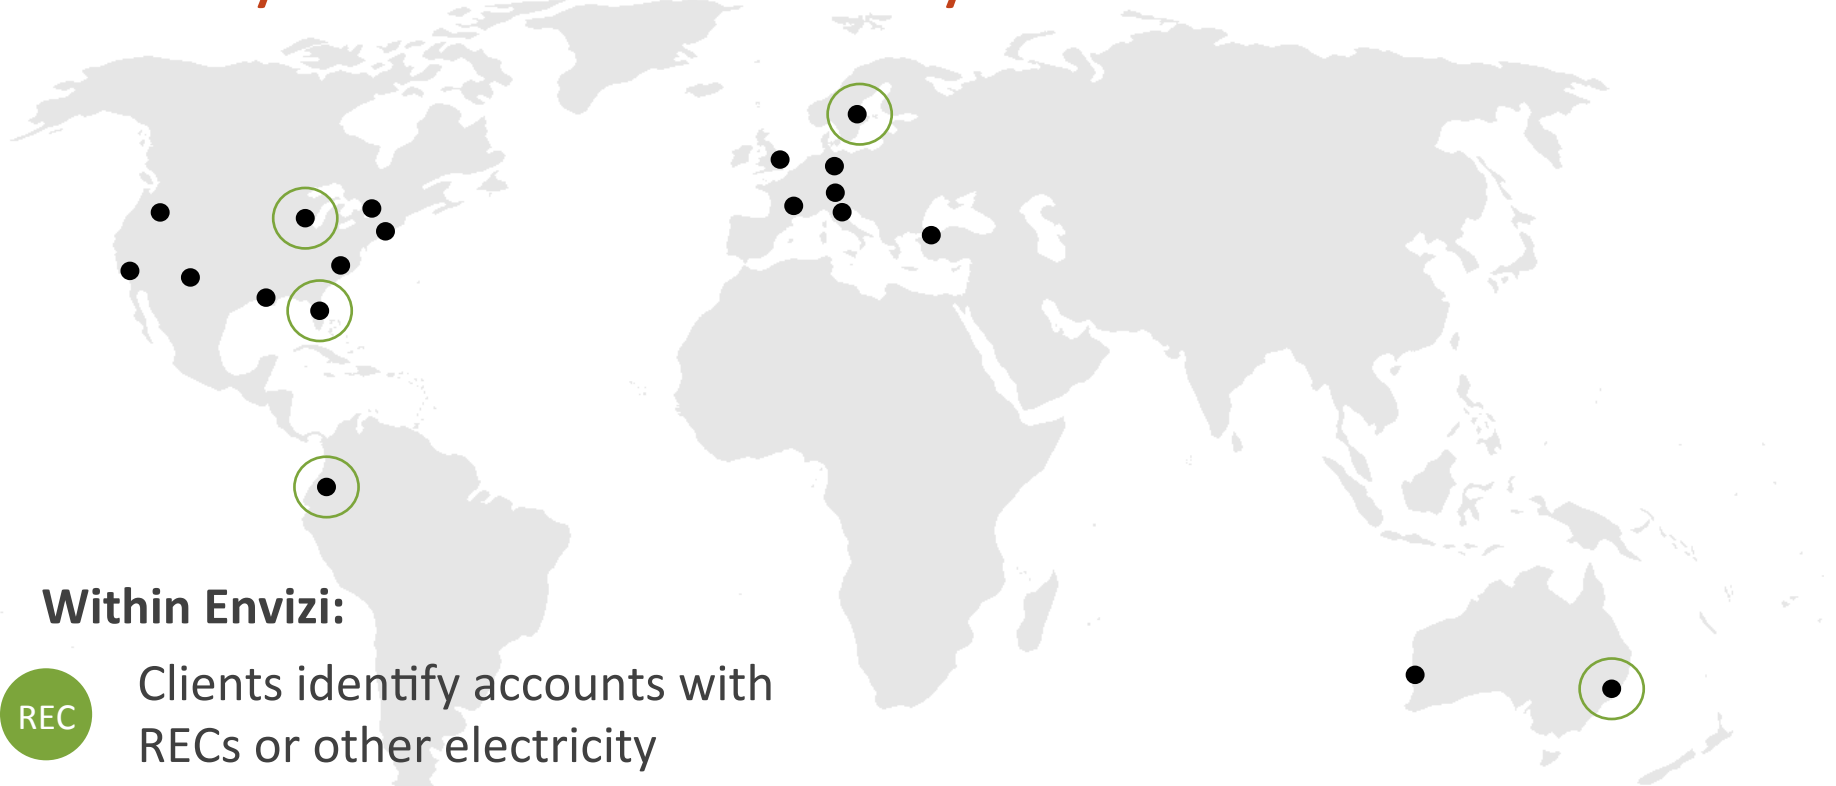 Within Envizi:
Clients identify accounts with
REC
RECs or other electricity